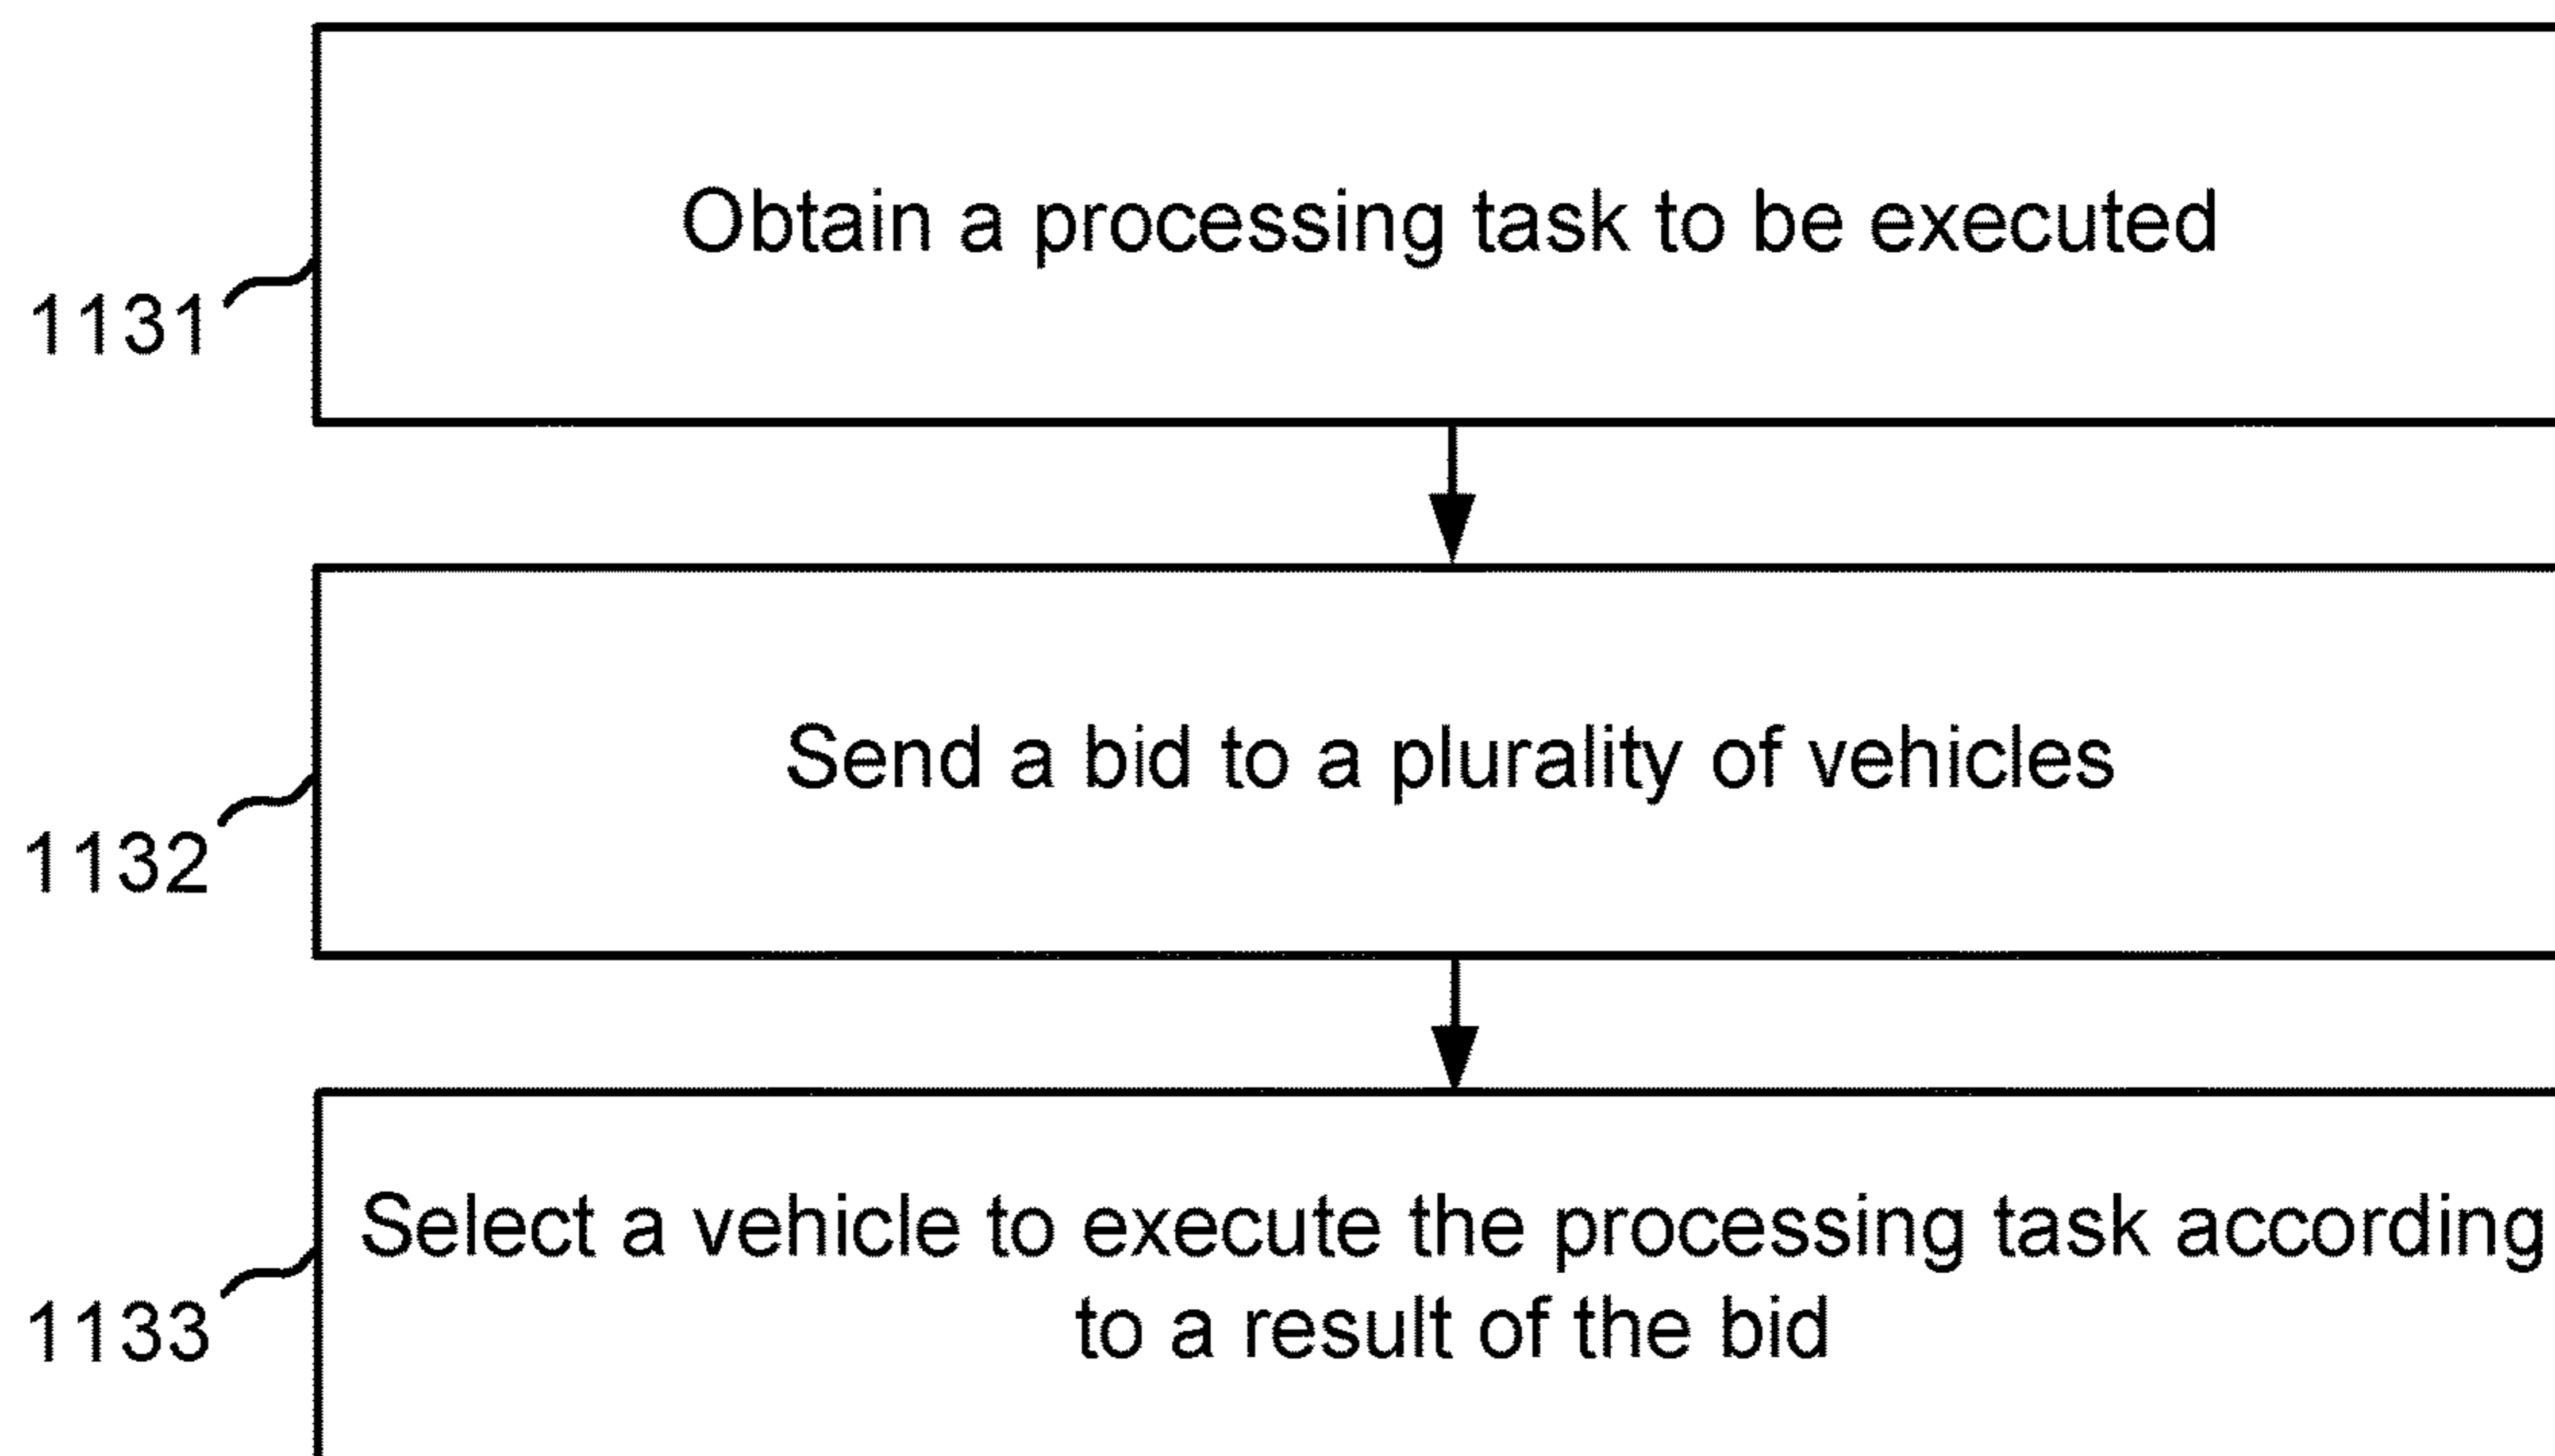 Obtain a processing task to be executed
1131
Send a bid to a plurality of vehicles
1132
Select a vehicle to execute the processing task according
to a result of the bid
1133